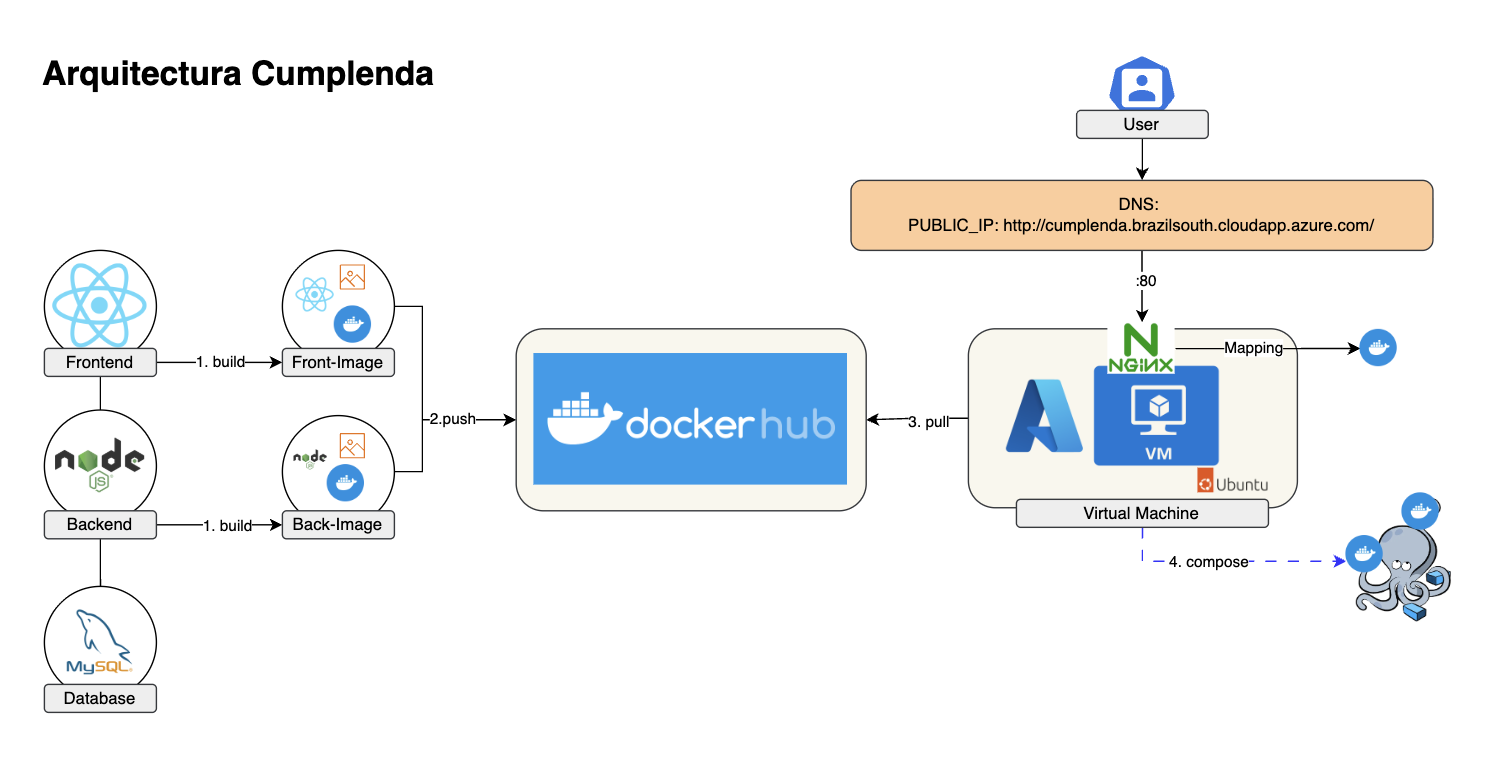 Arquitectura Cumplenda
User
DNS:
PUBLIC_IP: http://cumplenda.brazilsouth.cloudapp.azure.com/
:80
NGINX
Mapping
VM
Ubuntu
Virtual Machine
4. compose
3. pull
dockerhub
2.push
Frontend
1. build
Front-Image
node
JS
Backend
1. build
node
JS
Back-Image
MySQL
Database